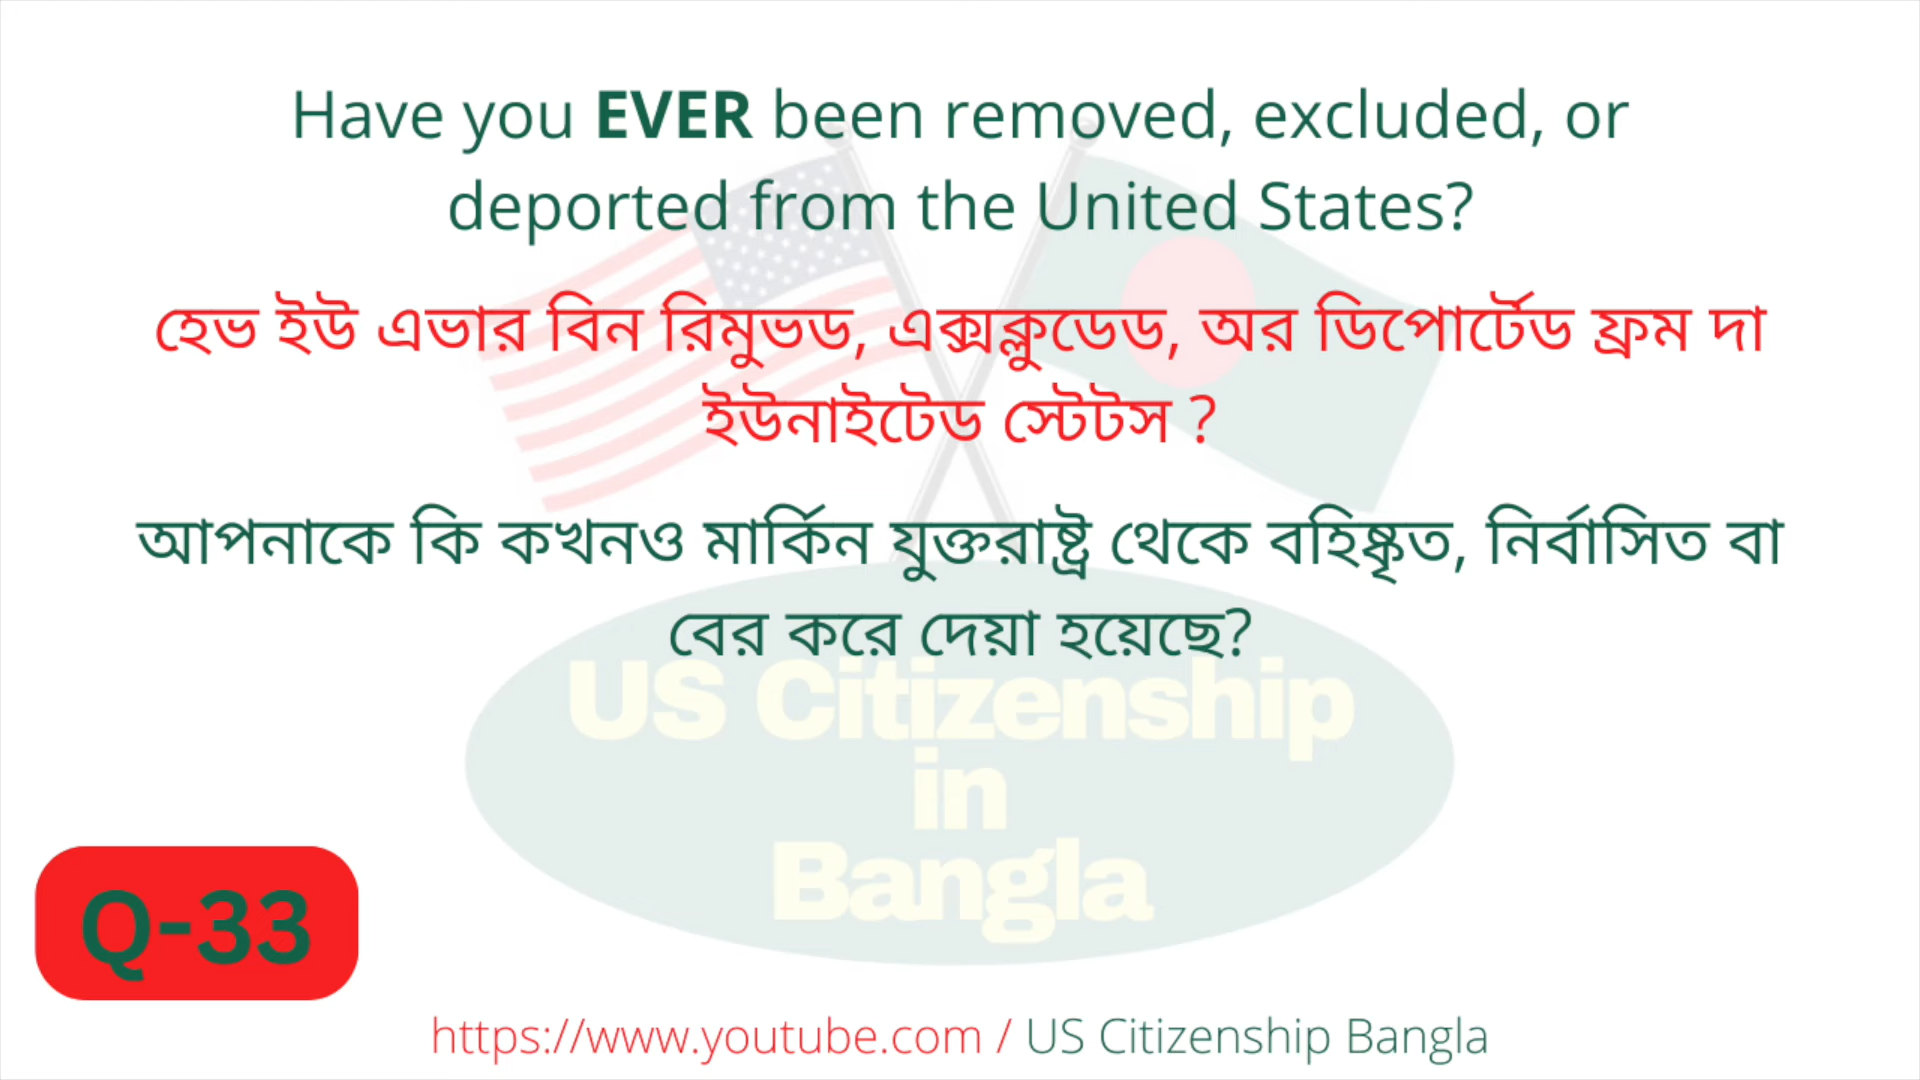 Have you EVER been removed, excluded, or
deported from the United States?
হেভ ইউ এভার বিন রিমুভড, এক্সক্লুডেড, অর ডিপোর্টেড ফ্রম দা
ইউনাইটেড স্টেটস ?
আপনাকে কি কখনও মার্কিন যুক্তরাষ্ট্র থেকে বহিষ্কৃত, নির্বাসিত বা
বের করে দেয়া হয়েছে?
US Citizenship
in
Bangla
Q-33
https://www.youtube.com / US Citizenship Bangla